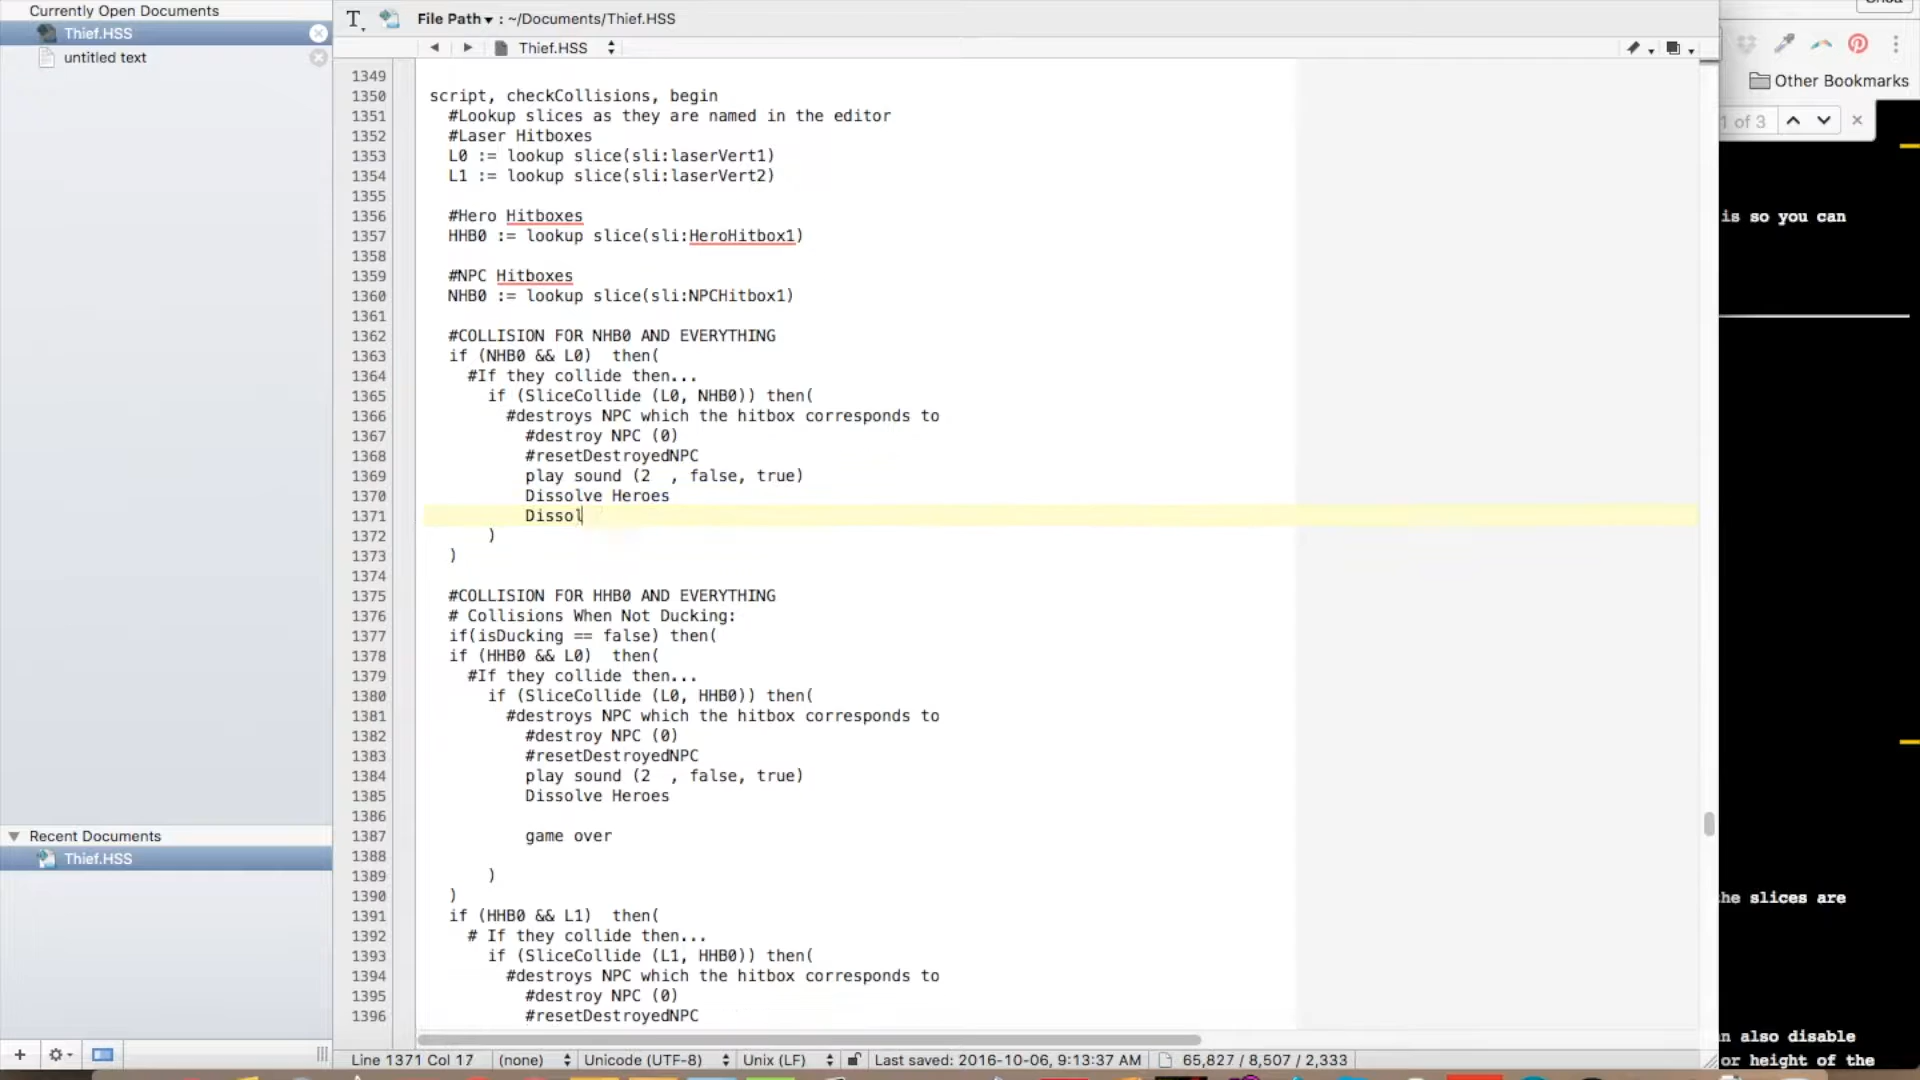 Currently Open Documents
Thief.HSS
untitled text
Recent Documents
Thief.HSS
File Path ▾ : ~/Documents/Thief.HSS
Thief.HSS
1349
1350 script, checkCollisions, begin
1351 #Lookup slices as they are named in the editor
1352 #Laser Hitboxes
1353 L0 := lookup slice(sli:laserVert1)
1354 L1 := lookup slice(sli:laserVert2)
1355
1356 #Hero Hitboxes
1357 HHB0 := lookup slice(sli:HeroHitbox1)
1358
1359 #NPC Hitboxes
1360 NHB0 := lookup slice(sli:NPCHitbox1)
1361
1362 #COLLISION FOR NHB0 AND EVERYTHING
1363 if (NHB0 && L0)  then(
1364 #If they collide then...
1365 if (SliceCollide (L0, NHB0)) then(
1366 #destroys NPC which the hitbox corresponds to
1367 #destroy NPC (0)
1368 #resetDestroyedNPC
1369 play sound (2  , false, true)
1370 Dissolve Heroes
1371 Dissol
1372 )
1373 )
1374
1375 #COLLISION FOR HHB0 AND EVERYTHING
1376 # Collisions When Not Ducking:
1377 if(isDucking == false) then(
1378 if (HHB0 && L0)  then(
1379 #If they collide then...
1380 if (SliceCollide (L0, HHB0)) then(
1381 #destroys NPC which the hitbox corresponds to
1382 #destroy NPC (0)
1383 #resetDestroyedNPC
1384 play sound (2  , false, true)
1385 Dissolve Heroes
1386
1387 game over
1388
1389 )
1390 )
1391 if (HHB0 && L1)  then(
1392 # If they collide then...
1393 if (SliceCollide (L1, HHB0)) then(
1394 #destroys NPC which the hitbox corresponds to
1395 #destroy NPC (0)
1396 #resetDestroyedNPC
Line 1371 Col 17 (none) Unicode (UTF-8) Unix (LF) Last saved: 2016-10-06, 9:13:37 AM 65,827 / 8,507 / 2,333
Other Bookmarks
1 of 3
is so you can
he slices are
n also disable
or height of the